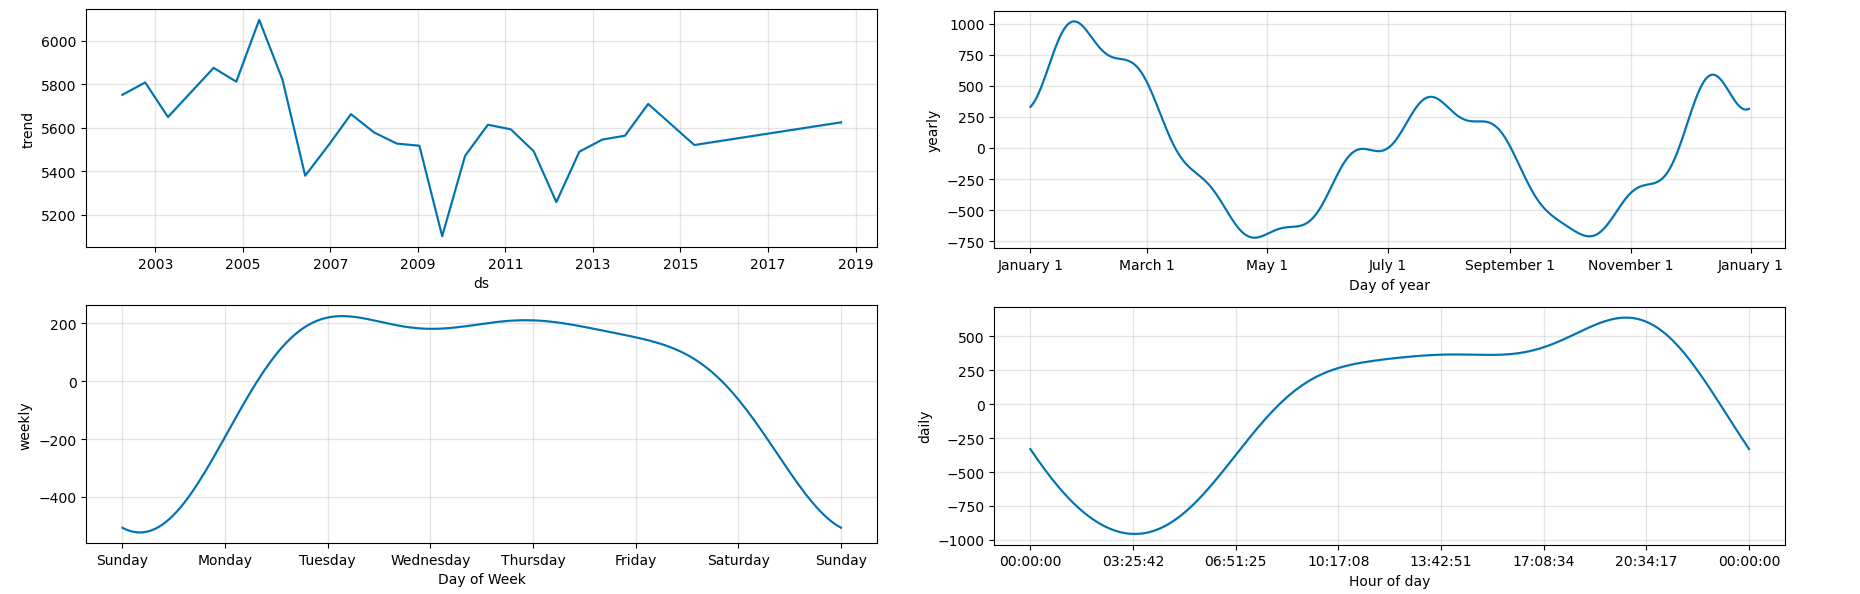 6000
5800
5600
5400
5200
trend
2003 2005 2007 2009 2011 2013 2015 2017 2019
ds
1000
750
500
250
0
−250
−500
−750
yearly
January 1 March 1 May 1 July 1 September 1 November 1 January 1
Day of year
200
0
−200
−400
weekly
Sunday Monday Tuesday Wednesday Thursday Friday Saturday Sunday
Day of Week
500
250
0
−250
−500
−750
−1000
daily
00:00:00 03:25:42 06:51:25 10:17:08 13:42:51 17:08:34 20:34:17 00:00:00
Hour of day